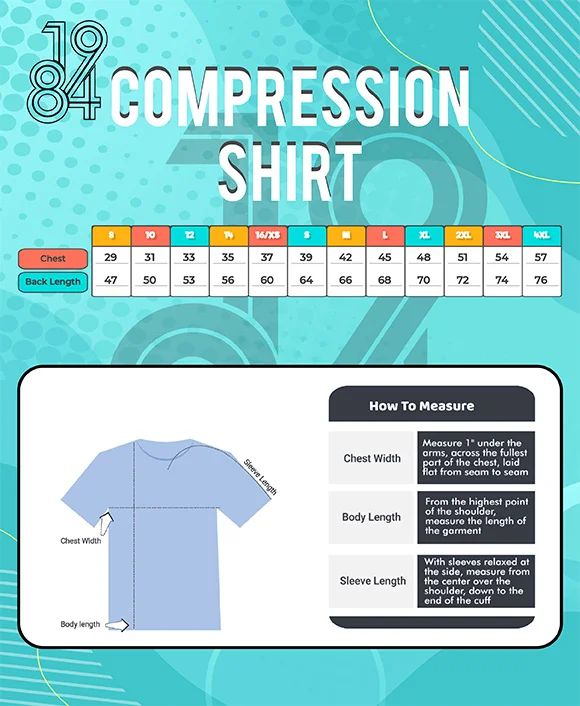 1984
COMPRESSION
SHIRT
8 10 12 14 16/XS S M L XL 2XL 3XL 4XL
Chest 29 31 33 35 37 39 42 45 48 51 54 57
Back Length 47 50 53 56 60 64 66 68 70 72 74 76
How To Measure
Chest Width
Measure 1" under the
arms, across the fullest
part of the chest, laid
flat from seam to seam
Body Length
From the highest point
of the shoulder,
measure the length of
the garment
Sleeve Length
With sleeves relaxed at
the side, measure from
the center over the
shoulder, down to the
end of the cuff
Sleeve Length
Chest Width
Body length